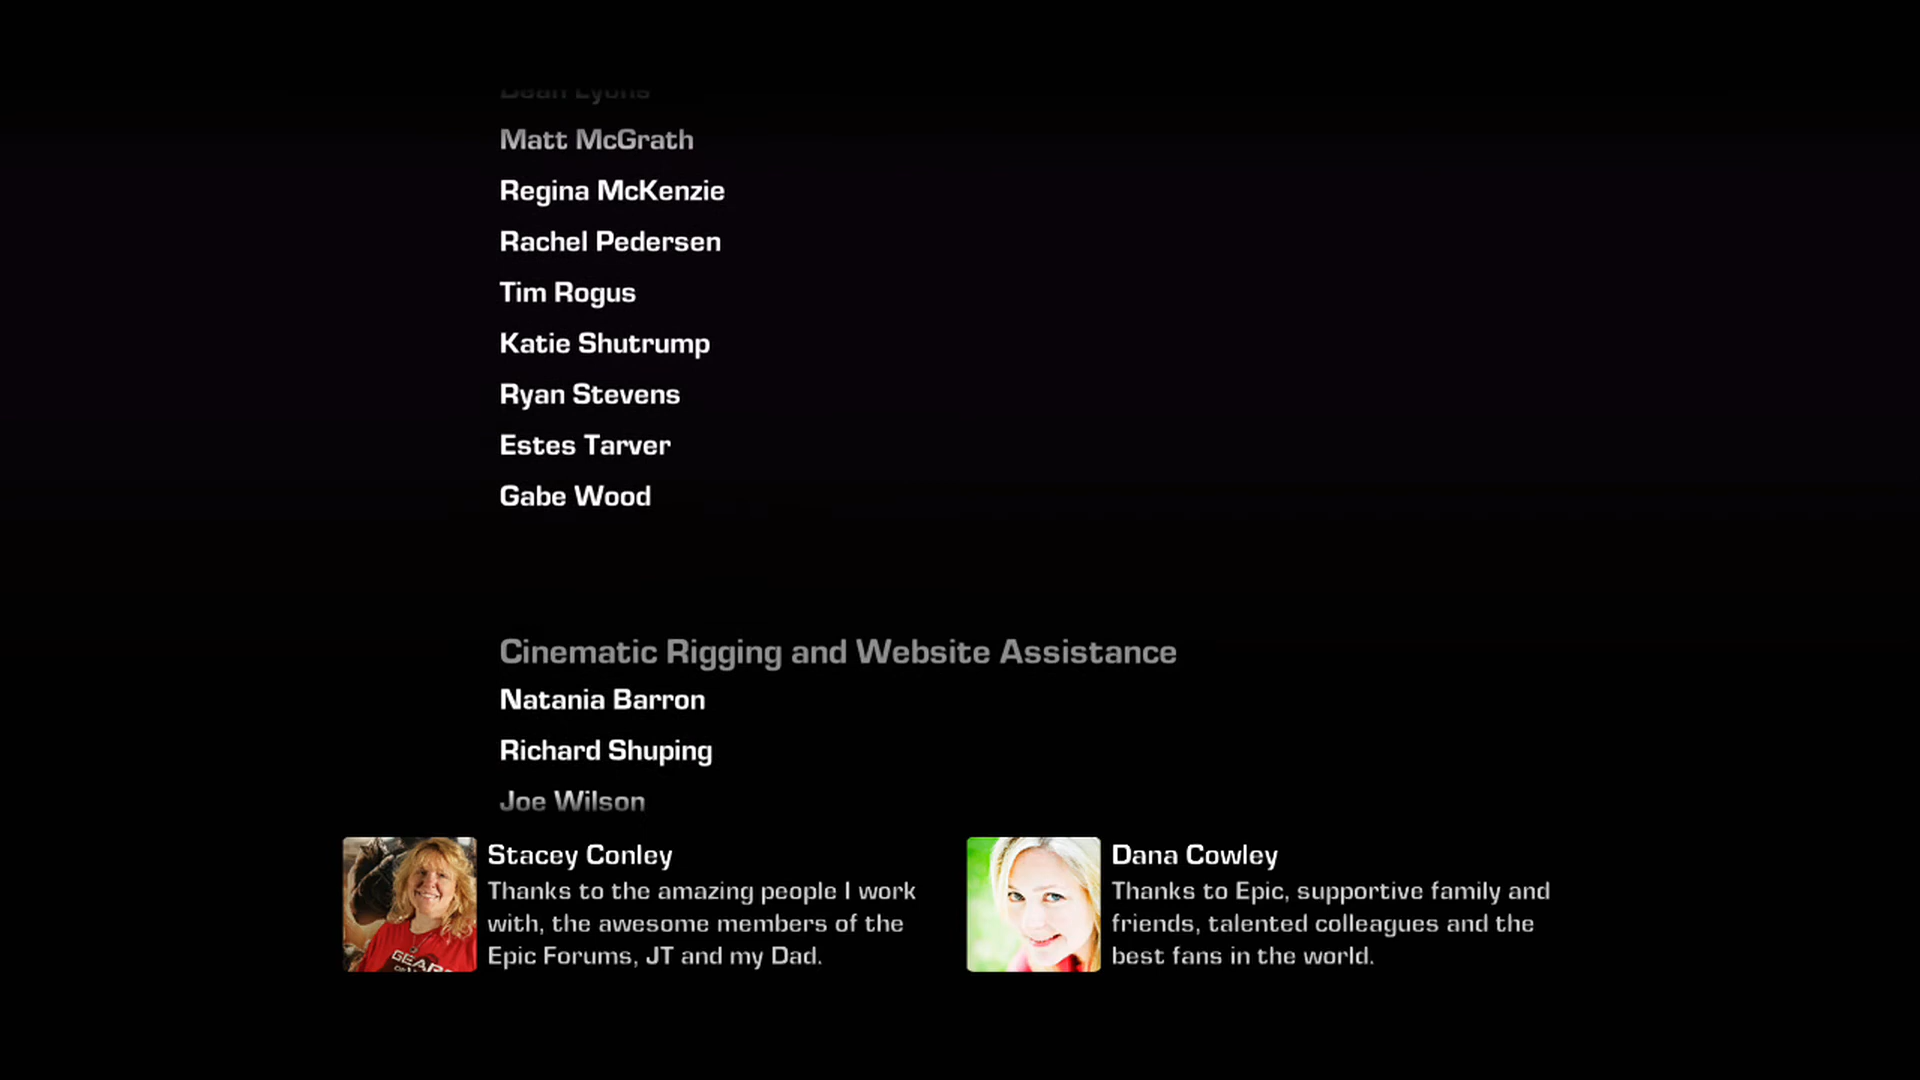 Dean Lyons
Matt McGrath
Regina McKenzie
Rachel Pedersen
Tim Rogus
Katie Shutrump
Ryan Stevens
Estes Tarver
Gabe Wood
Cinematic Rigging and Website Assistance
Natania Barron
Richard Shuping
Joe Wilson
Stacey Conley
Thanks to the amazing people I work
with, the awesome members of the
Epic Forums, JT and my Dad.
GEARS
Dana Cowley
Thanks to Epic, supportive family and
friends, talented colleagues and the
best fans in the world.